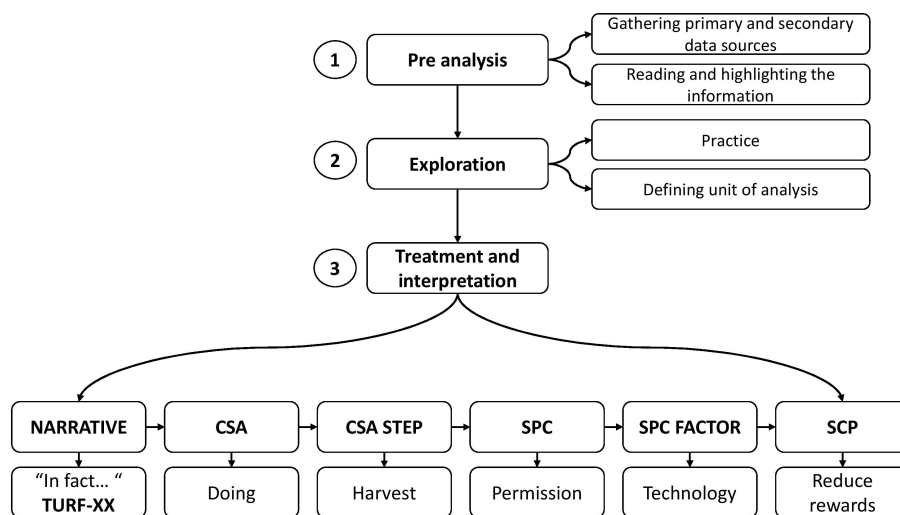 1
Pre analysis
Gathering primary and secondary
data sources
Reading and highlighting the
information
2
Exploration
Practice
Defining unit of analysis
3
Treatment and
interpretation
NARRATIVE
CSA
CSA STEP
SPC
SPC FACTOR
SCP
“In fact… “
TURF-XX
Doing
Harvest
Permission
Technology
Reduce
rewards